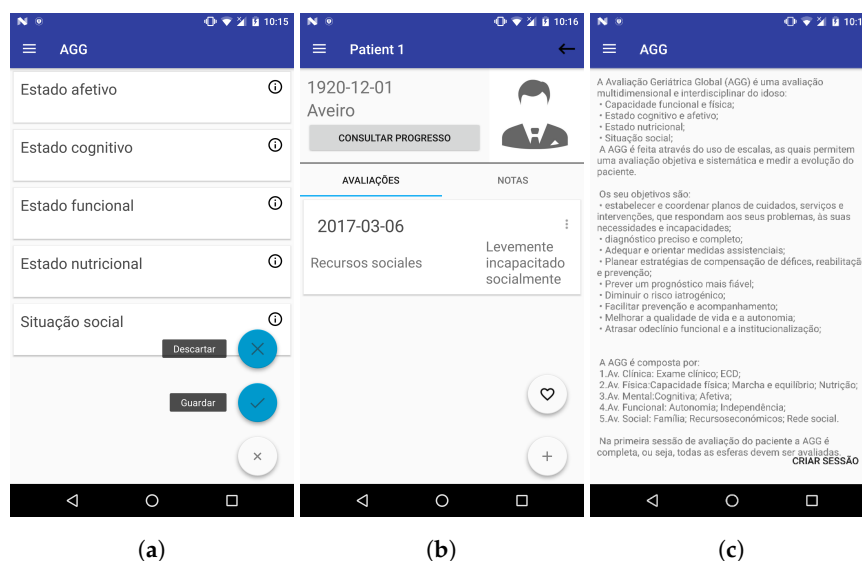 10:15
AGG
Estado afetivo
Estado cognitivo
Estado funcional
Estado nutricional
Situação social
Descartar
Guardar
(a)
10:16
Patient 1
1920-12-01
Aveiro
CONSULTAR PROGRESSO
AVALIAÇÕES
NOTAS
2017-03-06
Recursos sociales
Levemente
incapacitado
socialmente
(b)
10:1
AGG
A Avaliação Geriátrica Global (AGG) é uma avaliação
multidimensional e interdisciplinar do idoso:
• Capacidade funcional e física;
• Estado cognitivo e afetivo;
• Estado nutricional;
• Situação social;
A AGG é feita através do uso de escalas, as quais permitem
uma avaliação objetiva e sistemática e medir a evolução do
paciente.
Os seu objetivos são:
• estabelecer e coordenar planos de cuidados, serviços e
intervenções, que respondam aos seus problemas, às suas
necessidades e incapacidades;
• diagnóstico preciso e completo;
• Adequar e orientar medidas assistenciais;
• Planear estratégias de compensação de défices, reabilitaçã
e prevenção;
• Prever um prognóstico mais fiável;
• Diminuir o risco iatrogénico;
• Facilitar prevenção e acompanhamento;
• Melhorar a qualidade de vida e a autonomia;
• Atrasar odeclínio funcional e a institucionalização;
A AGG é composta por:
1.Av. Clínica: Exame clínico; ECD;
2.Av. Física:Capacidade física; Marcha e equilíbrio; Nutrição;
3.Av. Mental:Cognitiva; Afetiva;
4.Av. Funcional: Autonomia; Independência;
5.Av. Social: Família; Recursoseconómicos; Rede social.
Na primeira sessão de avaliação do paciente a AGG é
completa, ou seja, todas as esferas devem ser avaliadas.
CRIAR SESSÃO
(c)